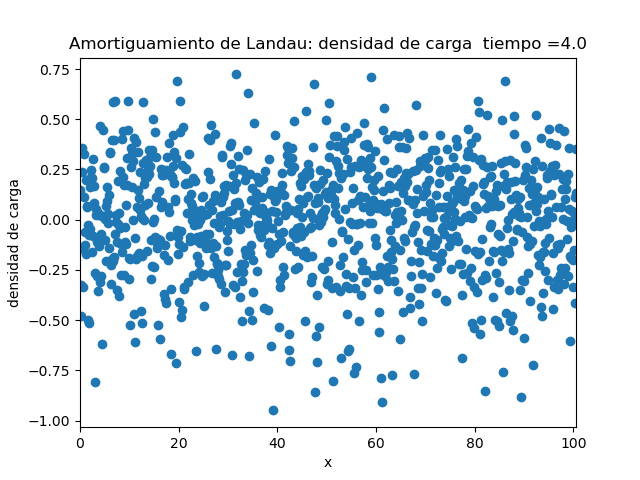 Amortiguamiento de Landau: densidad de carga  tiempo =4.0
0.75
0.50
0.25
0.00
−0.25
−0.50
−0.75
−1.00
densidad de carga
0 20 40 60 80 100
x